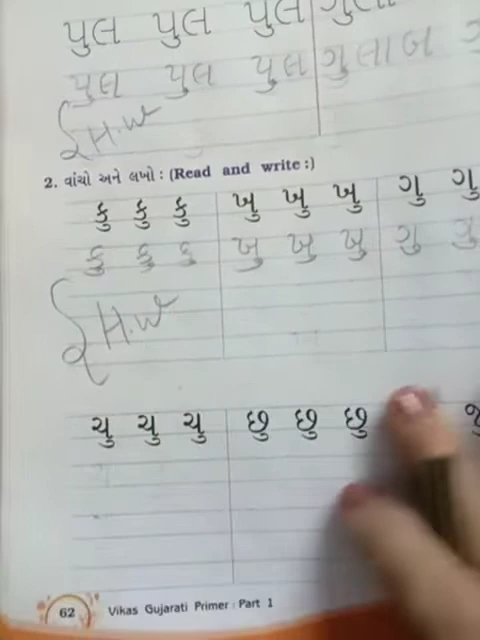 પુલ પુલ પુલ
પુલ પુલ પુલ ગુલાબ
H.W
2. વાંચો અને લખો : (Read and write :)
કુ કુ કુ ખુ ખુ ખુ ગુ ગુ
કુ કુ કુ ખુ ખુ ખુ ગુ ગુ
H.W
ચુ ચુ ચુ છુ છુ છુ
62 Vikas Gujarati Primer : Part 1